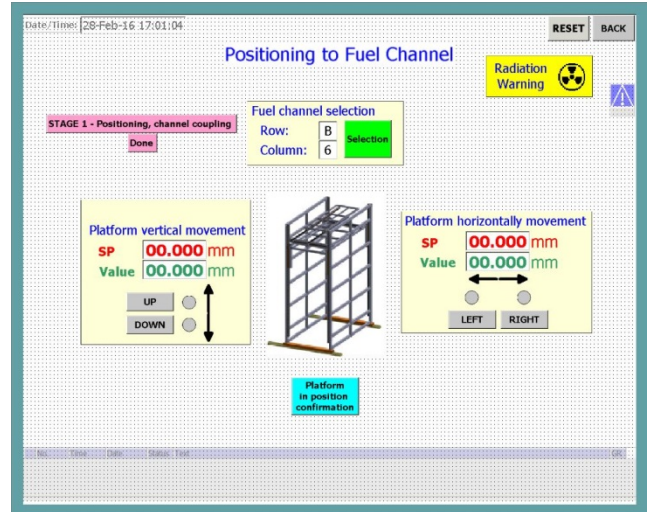 Date/Time: 28-Feb-16 17:01:04
RESET
BACK
Positioning to Fuel Channel
Radiation
Warning
STAGE 1 - Positioning, channel coupling
Done
Fuel channel selection
Row: B
Column: 6
Selection
Platform vertical movement
SP 00.000 mm
Value 00.000 mm
UP
DOWN
Platform horizontally movement
SP 00.000 mm
Value 00.000 mm
LEFT
RIGHT
Platform
in position
confirmation
No. Time Date Status Text GR